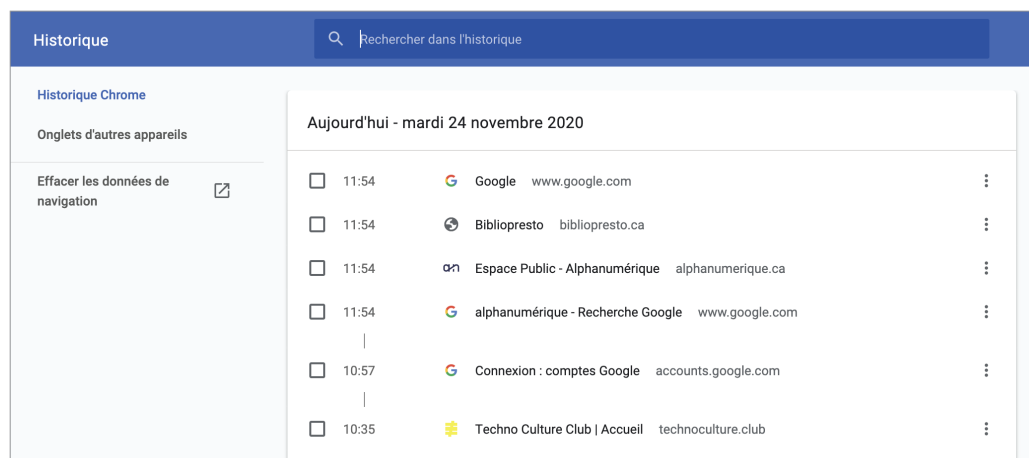 Historique
Rechercher dans l'historique
Historique Chrome
Onglets d'autres appareils
Effacer les données de
navigation
Aujourd'hui - mardi 24 novembre 2020
11:54 Google www.google.com
11:54 Bibliopresto bibliopresto.ca
11:54 an Espace Public - Alphanumérique alphanumerique.ca
11:54 alphanumérique - Recherche Google www.google.com
10:57 Connexion : comptes Google accounts.google.com
10:35 Techno Culture Club | Accueil technoculture.club